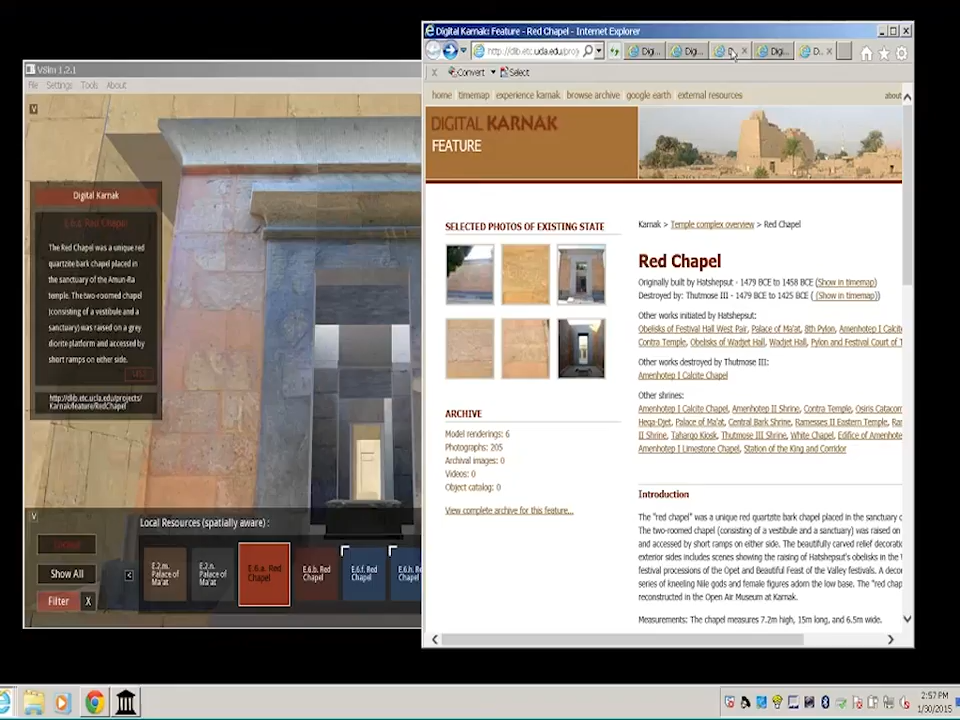 Digital Karnak: Feature - Red Chapel - Internet Explorer
http://dlib.etc.ucla.edu/proj
Digi...
Digi...
Digi...
D...
Convert
Select
home timemap experience karnak browse archive google earth external resources
about
DIGITAL KARNAK
FEATURE
SELECTED PHOTOS OF EXISTING STATE
ARCHIVE
Model renderings: 6
Photographs: 205
Archival images: 0
Videos: 0
Object catalog: 0
View complete archive for this feature...
Karnak > Temple complex overview > Red Chapel
Red Chapel
Originally built by Hatshepsut - 1479 BCE to 1458 BCE (Show in timemap)
Destroyed by: Thutmose III - 1479 BCE to 1425 BCE ( (Show in timemap))
Other works initiated by Hatshepsut:
Obelisks of Festival Hall West Pair, Palace of Ma'at, 8th Pylon, Amenhotep I Calcite
Contra Temple, Obelisks of Wadjet Hall, Wadjet Hall, Pylon and Festival Court of T
Other works destroyed by Thutmose III:
Amenhotep I Calcite Chapel
Other shrines:
Amenhotep I Calcite Chapel, Amenhotep II Shrine, Contra Temple, Osiris Catacom
Heqa-Djet, Palace of Ma'at, Central Bark Shrine, Ramesses II Eastern Temple, Ra
II Shrine, Taharqo Kiosk, Thutmose III Shrine, White Chapel, Edifice of Amenhote
Amenhotep I Limestone Chapel, Station of the King and Corridor
Introduction
The "red chapel" was a unique red quartzite bark chapel placed in the sanctuary o
The two-roomed chapel (consisting of a vestibule and a sanctuary) was raised on
and accessed by short ramps on either side. The beautifully carved relief decoratio
exterior sides includes scenes showing the raising of Hatshepsut's obelisks in the
festival processions of the Opet and Beautiful Feast of the Valley festivals. A deco
series of kneeling Nile gods and female figures adorn the low base. The "red chap
reconstructed in the Open Air Museum at Karnak.
Measurements: The chapel measures 7.2m high, 15m long, and 6.5m wide.
VSim 1.2.1
File Settings Tools About
V
Digital Karnak
E.6.a. Red Chapel
The Red Chapel was a unique red
quartzite bark chapel placed in
the sanctuary of the Amun-Ra
temple. The two-roomed chapel
(consisting of a vestibule and a
sanctuary) was raised on a grey
diorite platform and accessed by
short ramps on either side.
http://dlib.etc.ucla.edu/projects/
Karnak/feature/RedChapel
V
Local Resources (spatially aware) :
Show All
Filter X
<
E.2.m. Palace of Ma'at
E.2.n. Palace of Ma'at
E.6.a. Red Chapel
E.6.b. Red Chapel
E.6.f. Red Chapel
E.6.h. Red Chapel
2:57 PM
1/30/2015